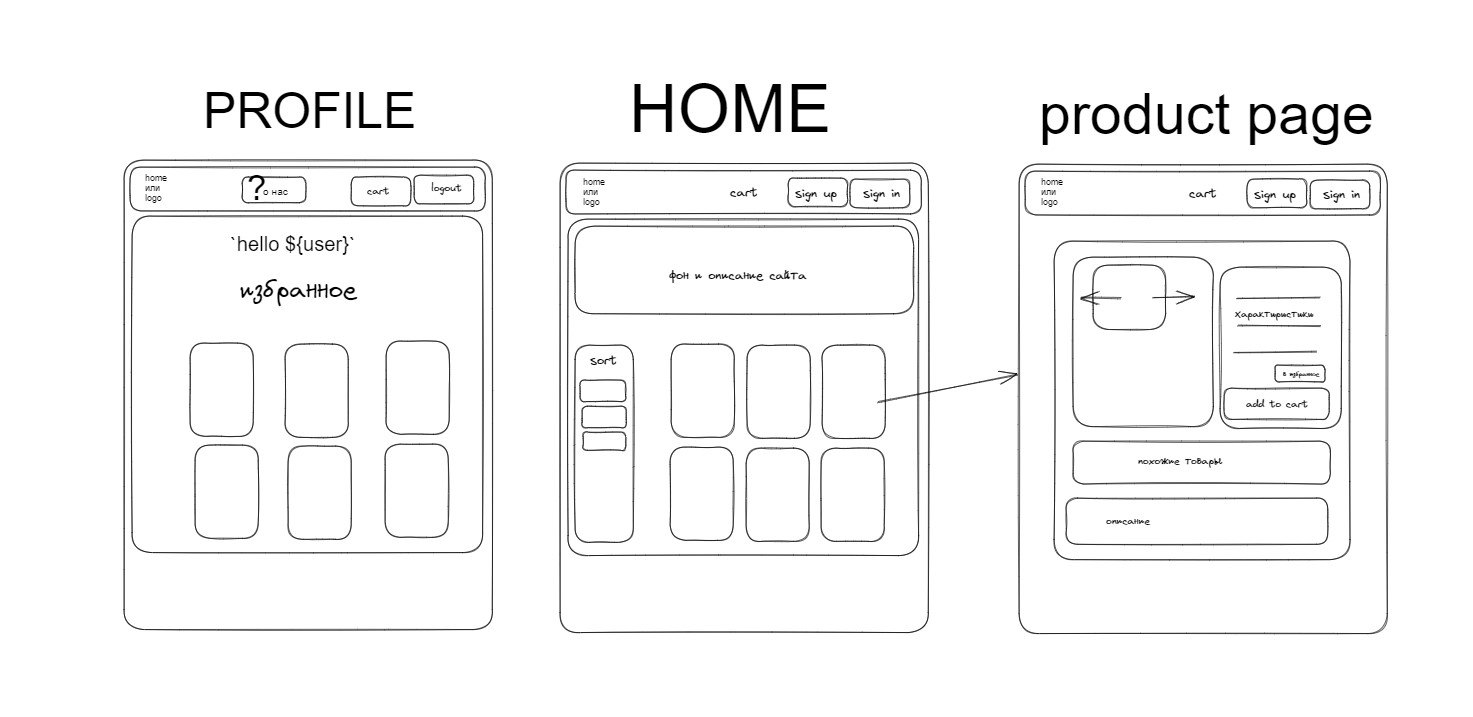 PROFILE
HOME
product page
home
или
logo
? о нас
cart
logout
`hello ${user}`
избранное
home
или
logo
cart
sign up
sign in
фон и описание сайта
sort
home
или
logo
cart
sign up
sign in
характиристики
в избранное
add to cart
похожие товары
описание